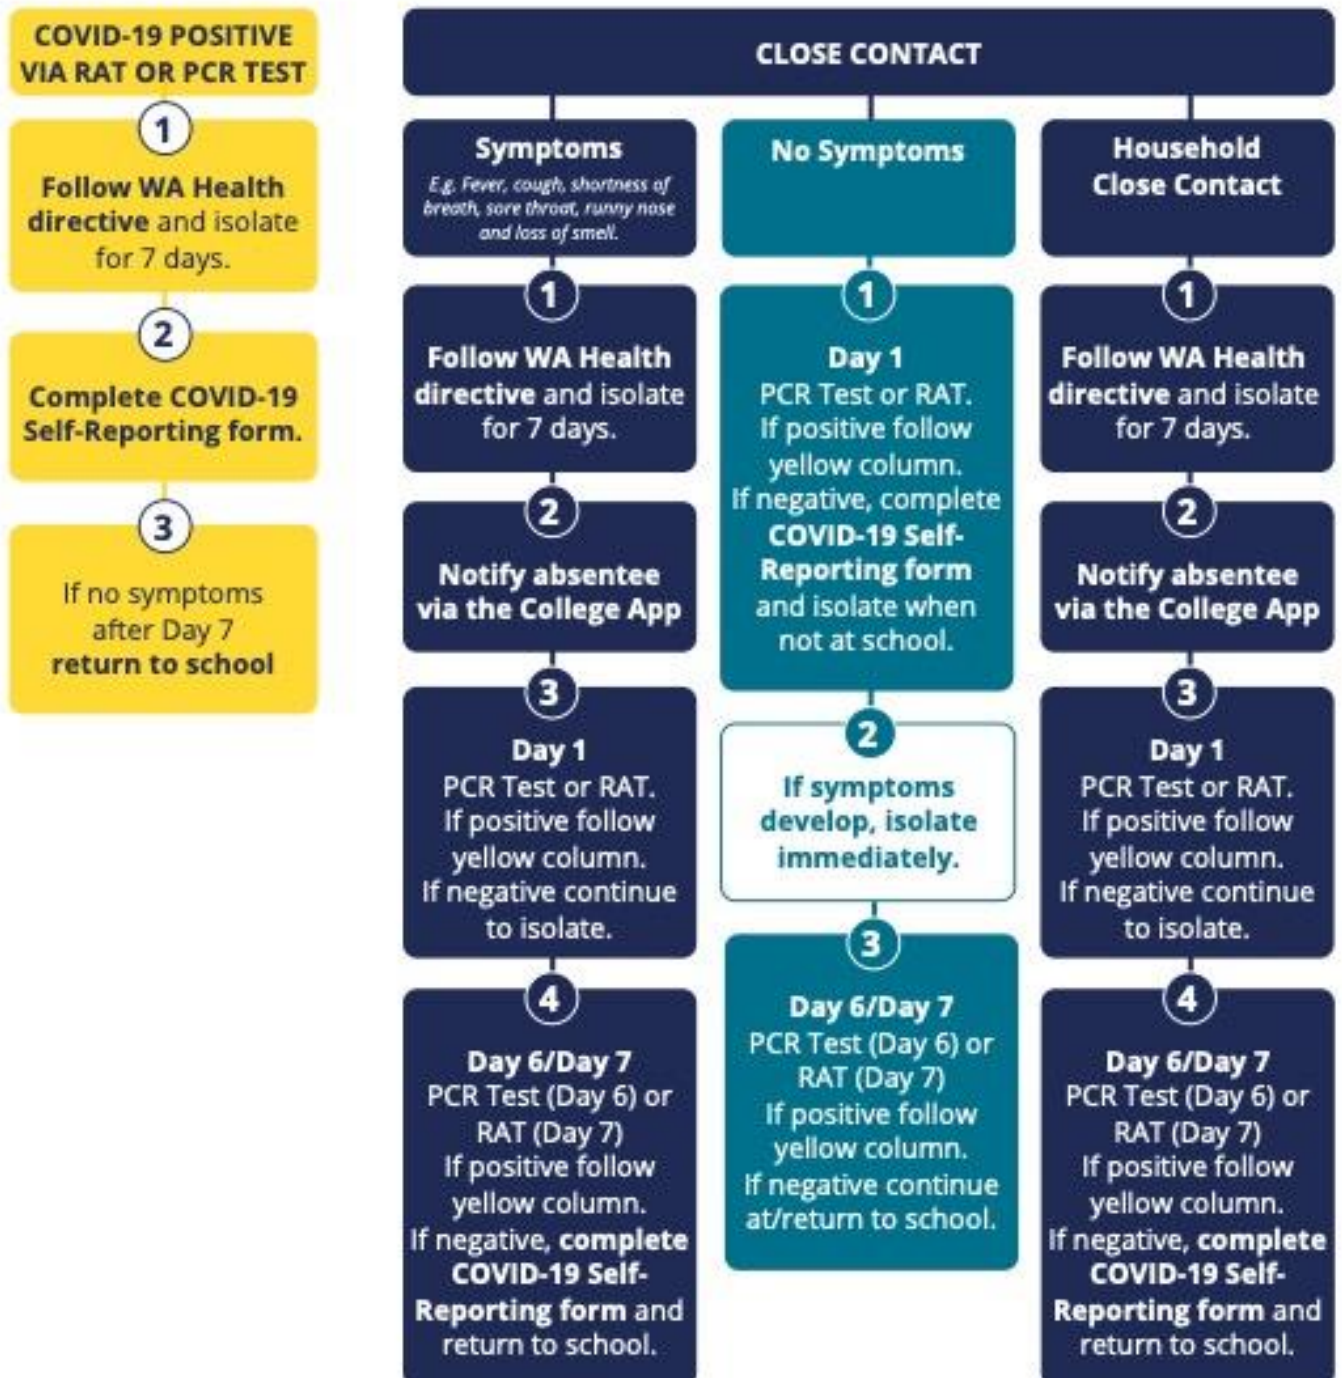 COVID-19 POSITIVE
VIA RAT OR PCR TEST
1
Follow WA Health
directive and isolate
for 7 days.
2
Complete COVID-19
Self-Reporting form.
3
If no symptoms
after Day 7
return to school
CLOSE CONTACT
Symptoms
E.g. Fever, cough, shortness of
breath, sore throat, runny nose
and loss of smell.
1
Follow WA Health
directive and isolate
for 7 days.
2
Notify absentee
via the College App
3
Day 1
PCR Test or RAT.
If positive follow
yellow column.
If negative continue
to isolate.
4
Day 6/Day 7
PCR Test (Day 6) or
RAT (Day 7)
If positive follow
yellow column.
If negative, complete
COVID-19 Self-
Reporting form and
return to school.
No Symptoms
1
Day 1
PCR Test or RAT.
If positive follow
yellow column.
If negative, complete
COVID-19 Self-
Reporting form
and isolate when
not at school.
2
If symptoms
develop, isolate
immediately.
3
Day 6/Day 7
PCR Test (Day 6) or
RAT (Day 7)
If positive follow
yellow column.
If negative continue
at/return to school.
Household
Close Contact
1
Follow WA Health
directive and isolate
for 7 days.
2
Notify absentee
via the College App
3
Day 1
PCR Test or RAT.
If positive follow
yellow column.
If negative continue
to isolate.
4
Day 6/Day 7
PCR Test (Day 6) or
RAT (Day 7)
If positive follow
yellow column.
If negative, complete
COVID-19 Self-
Reporting form and
return to school.